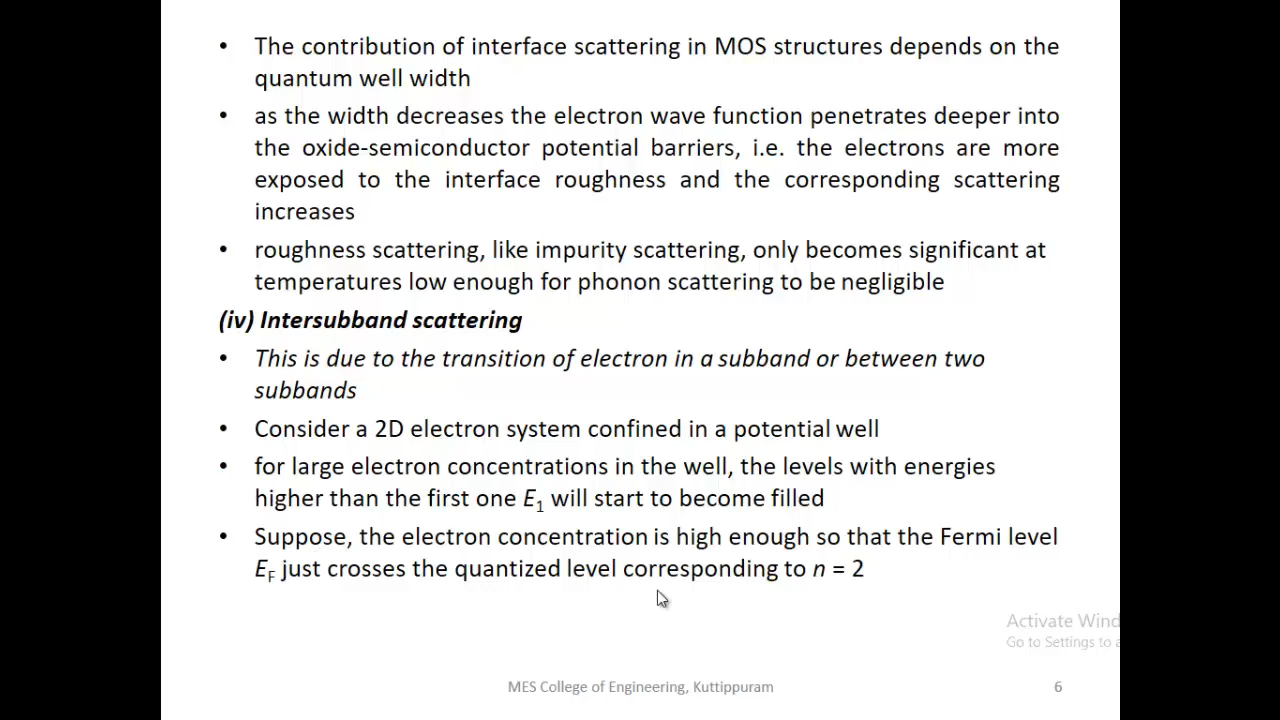 • The contribution of interface scattering in MOS structures depends on the
quantum well width
• as the width decreases the electron wave function penetrates deeper into
the oxide-semiconductor potential barriers, i.e. the electrons are more
exposed to the interface roughness and the corresponding scattering
increases
• roughness scattering, like impurity scattering, only becomes significant at
temperatures low enough for phonon scattering to be negligible
(iv) Intersubband scattering
• This is due to the transition of electron in a subband or between two
subbands
• Consider a 2D electron system confined in a potential well
• for large electron concentrations in the well, the levels with energies
higher than the first one E₁ will start to become filled
• Suppose, the electron concentration is high enough so that the Fermi level
E_F just crosses the quantized level corresponding to n = 2
Activate Wind
Go to Settings to a
MES College of Engineering, Kuttippuram 6